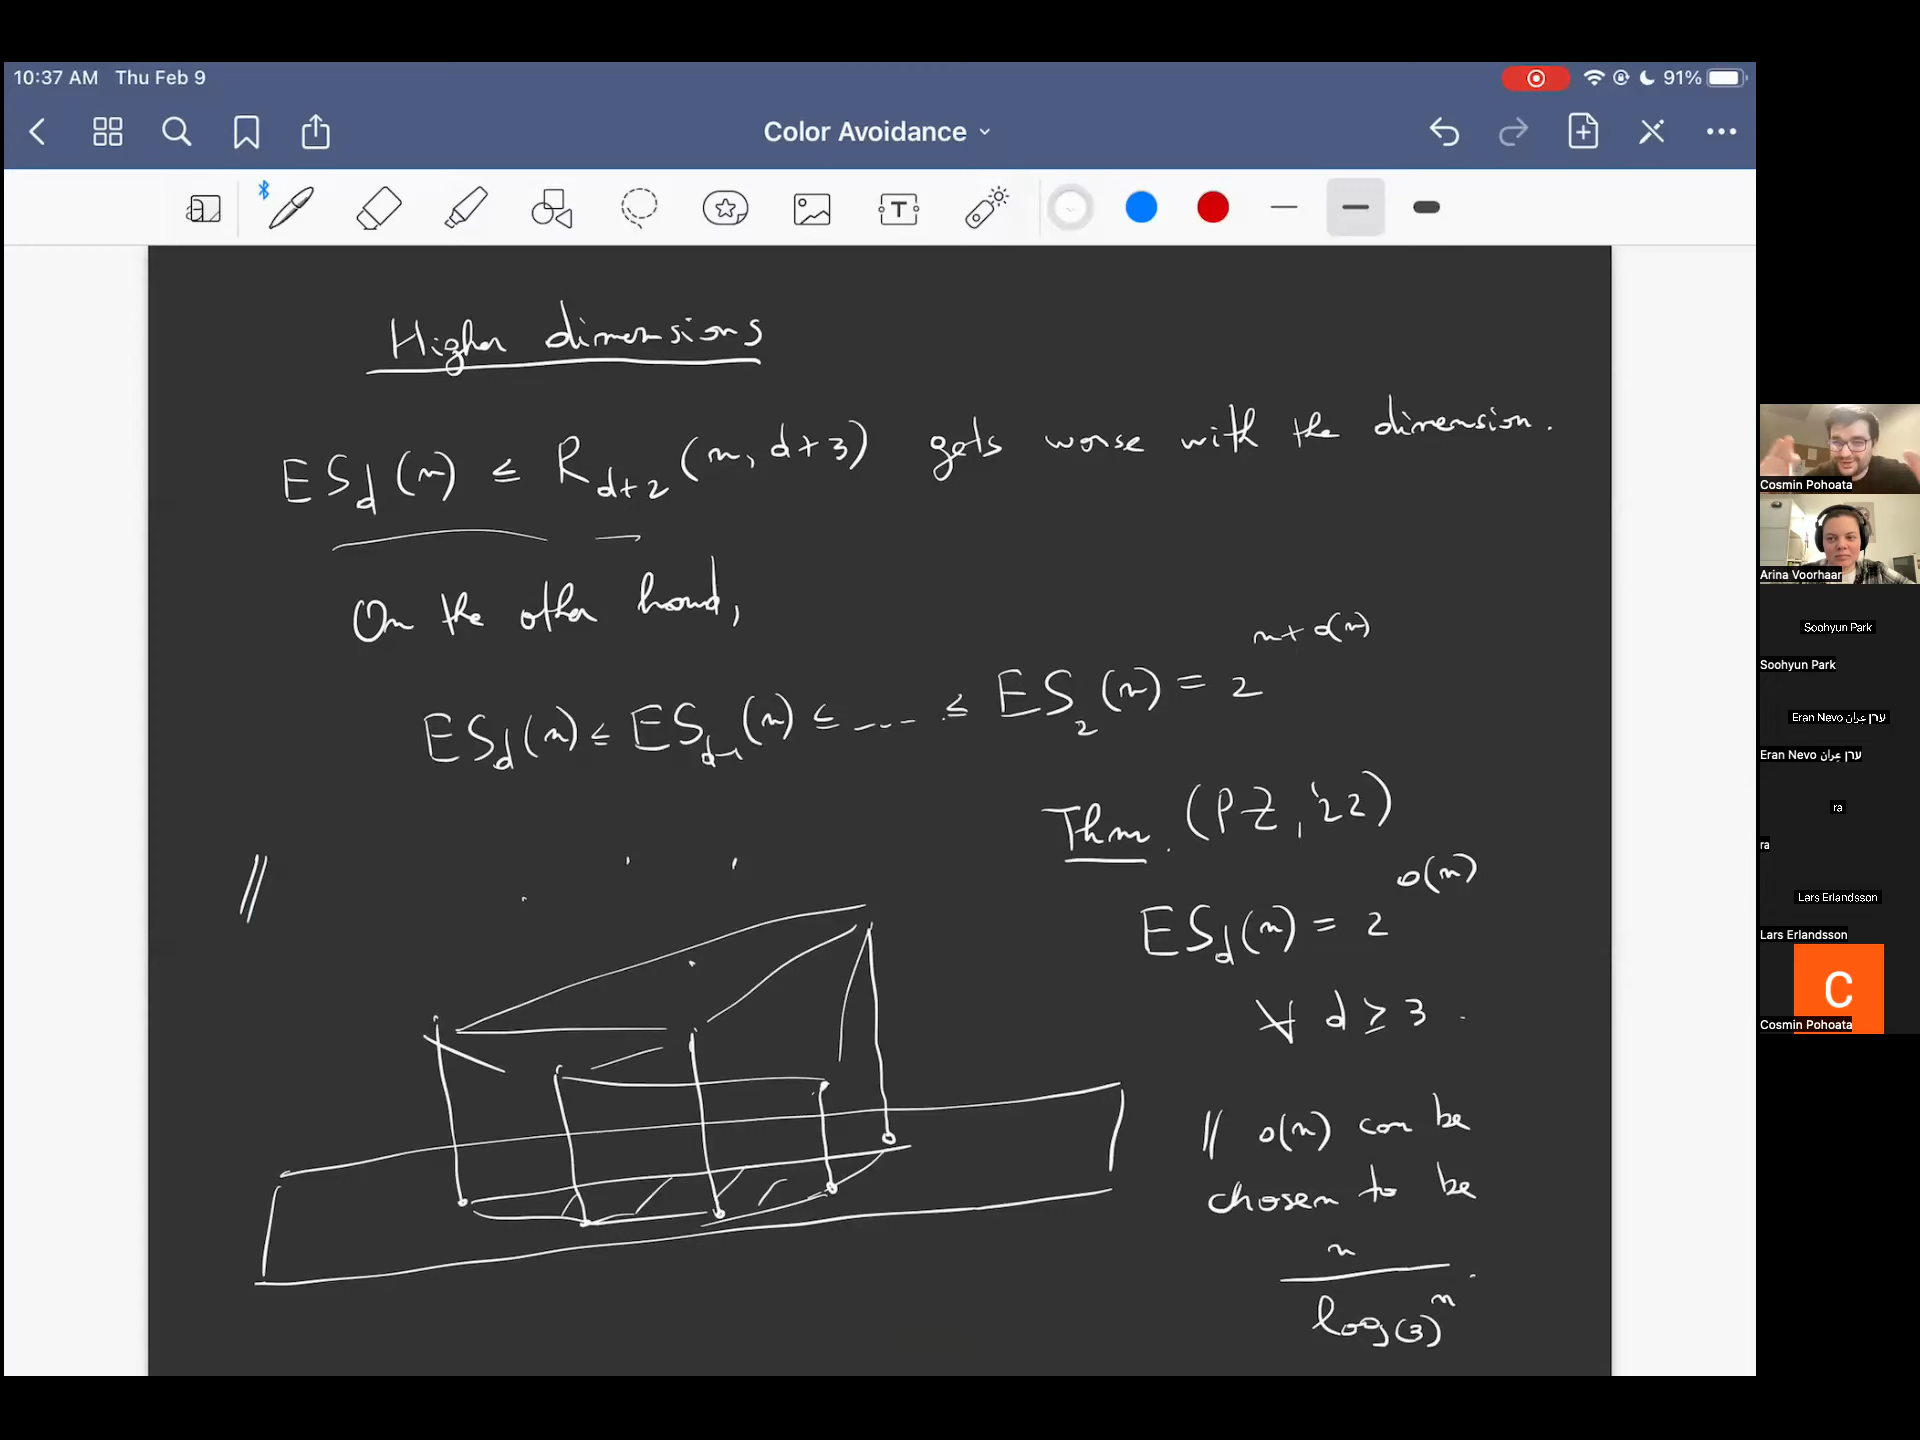 10:37 AM Thu Feb 9
91%
Color Avoidance
T
Higher dimensions
ES_d(n) ≤ R_{d+2}(n, d+3) gets worse with the dimension.
On the other hand,
ES_d(n) ≤ ES_{d-1}(n) ≤ --- ≤ ES_2(n) = 2^{n+o(n)}
Thm. (PZ, '22)
ES_d(n) = 2^{o(n)}
∀ d ≥ 3.
// o(n) can be
chosen to be
n
log_{(3)} n
//
Cosmin Pohoata
Arina Voorhaar
Soohyun Park
Soohyun Park
Eran Nevo ערן عران
Eran Nevo ערן عران
ra
ra
Lars Erlandsson
Lars Erlandsson
C
Cosmin Pohoata